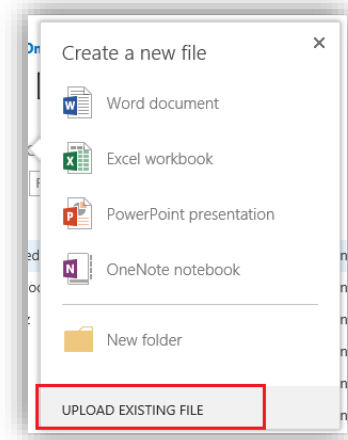 Create a new file
Word document
Excel workbook
PowerPoint presentation
OneNote notebook
New folder
UPLOAD EXISTING FILE